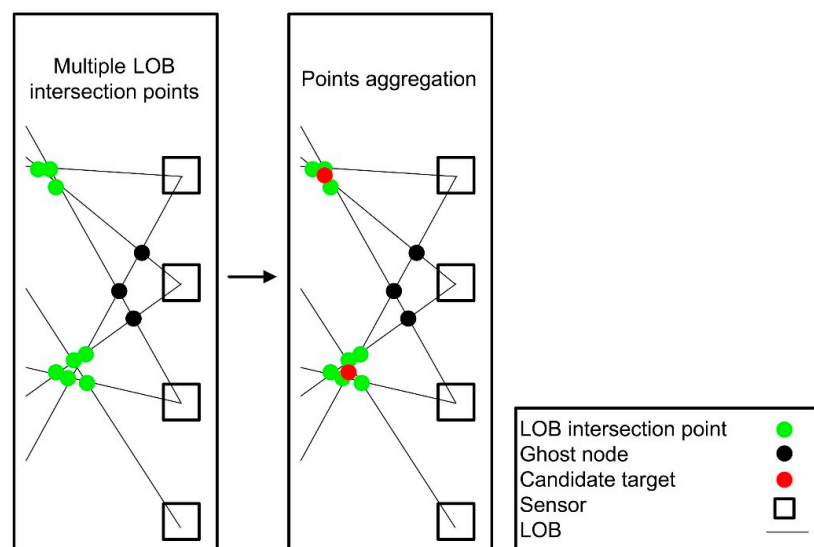 Multiple LOB
intersection points
Points aggregation
LOB intersection point
Ghost node
Candidate target
Sensor
LOB